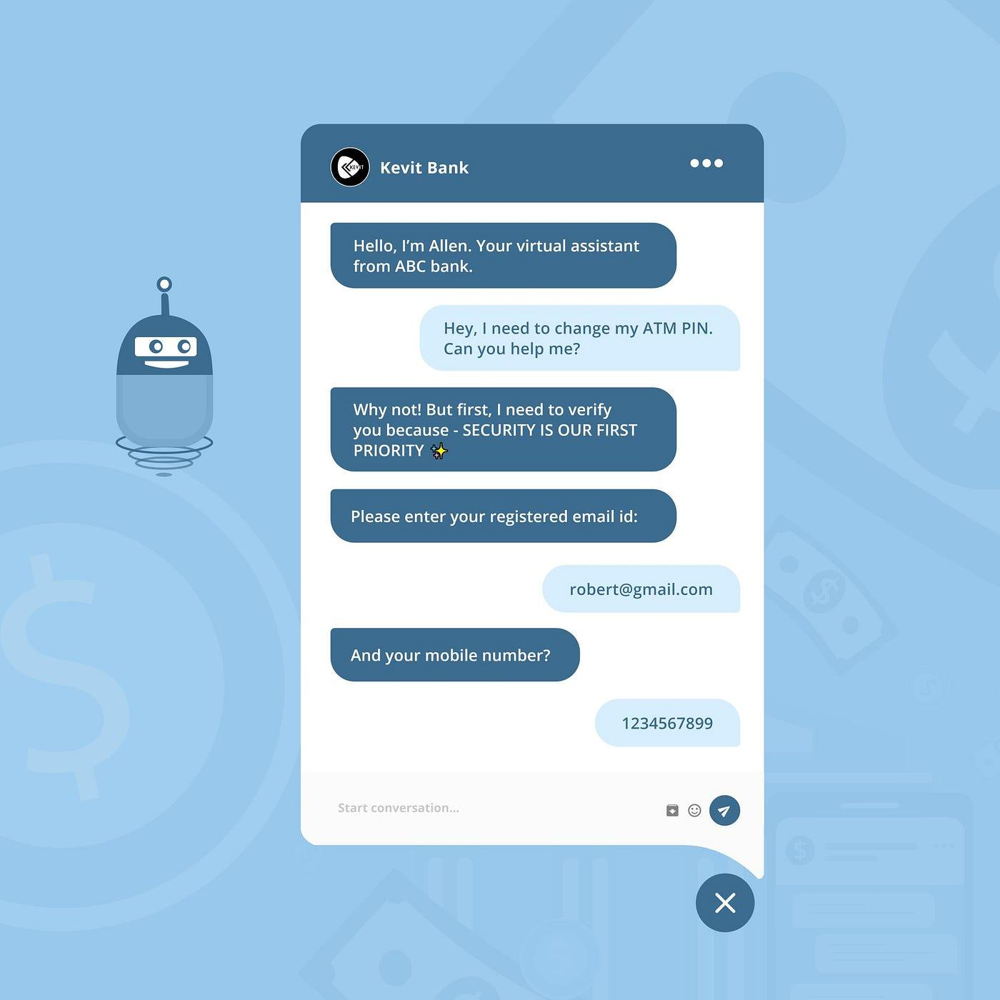 KEVIT
Kevit Bank
Hello, I’m Allen. Your virtual assistant
from ABC bank.
Hey, I need to change my ATM PIN.
Can you help me?
Why not! But first, I need to verify
you because - SECURITY IS OUR FIRST
PRIORITY ✨
Please enter your registered email id:
robert@gmail.com
And your mobile number?
1234567899
Start conversation...